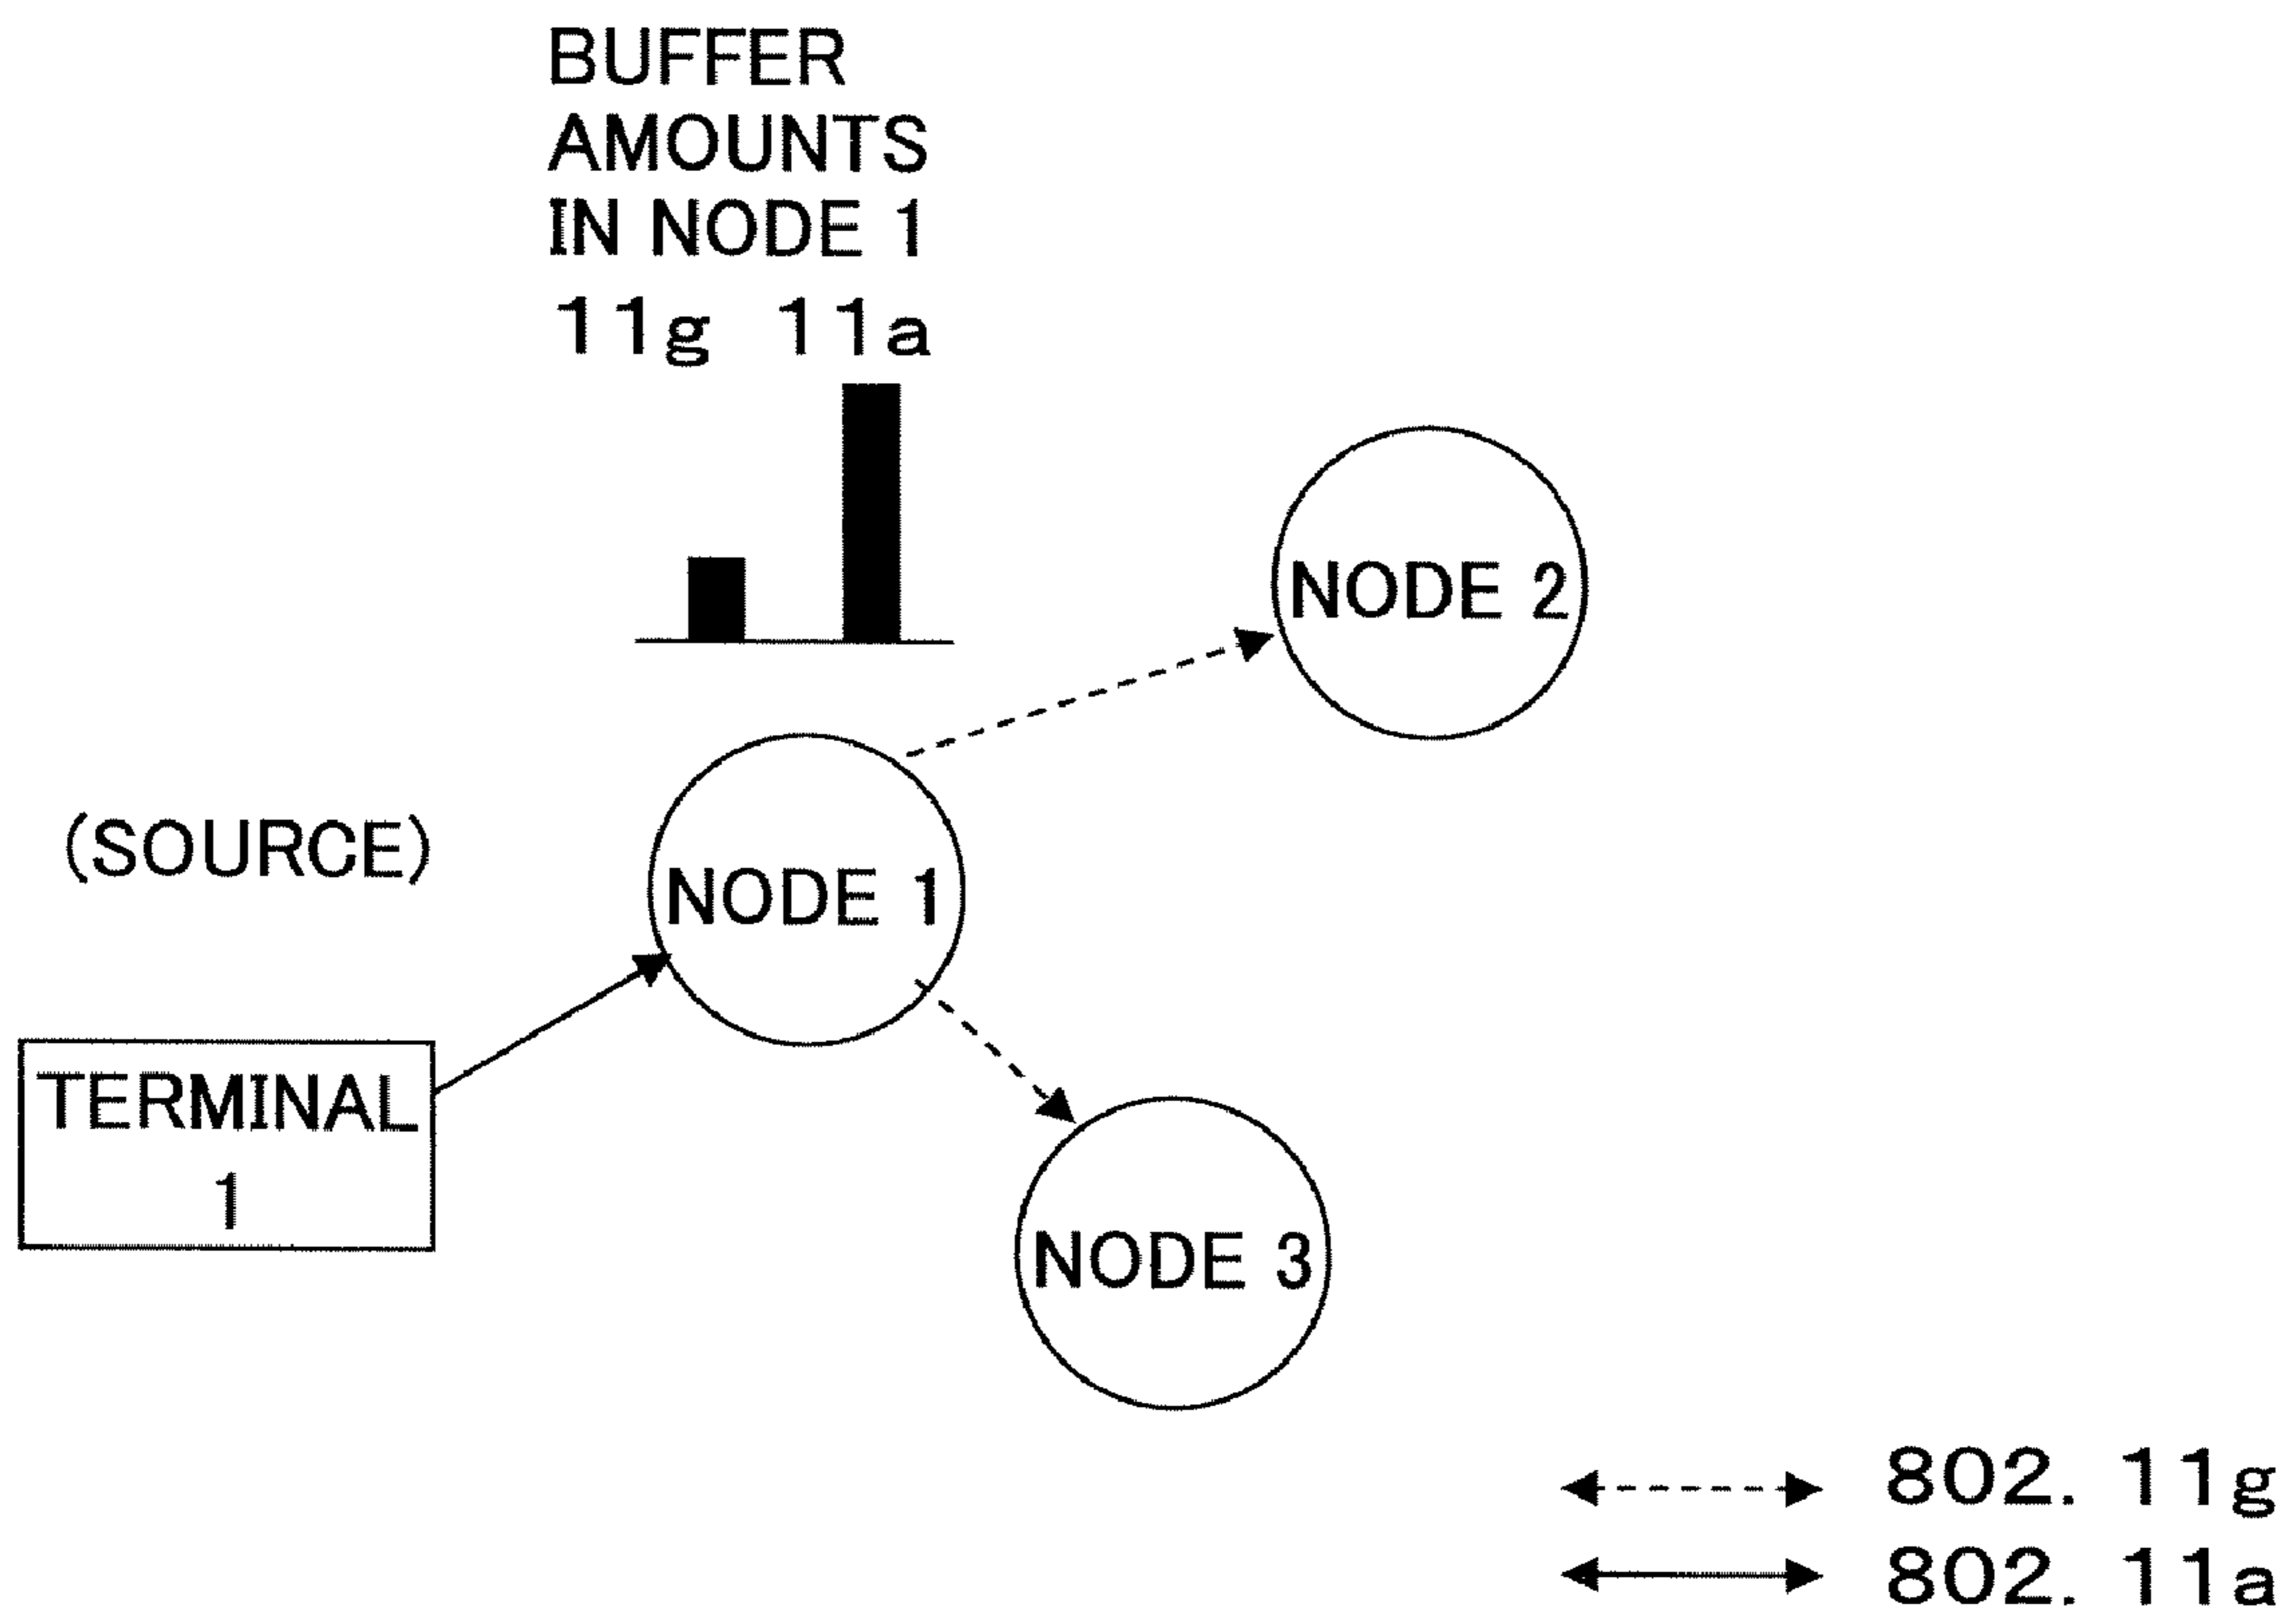 BUFFER
AMOUNTS
IN NODE 1
11g 11a
NODE 2
(SOURCE)
NODE 1
TERMINAL
1
NODE 3
802. 11g
802. 11a